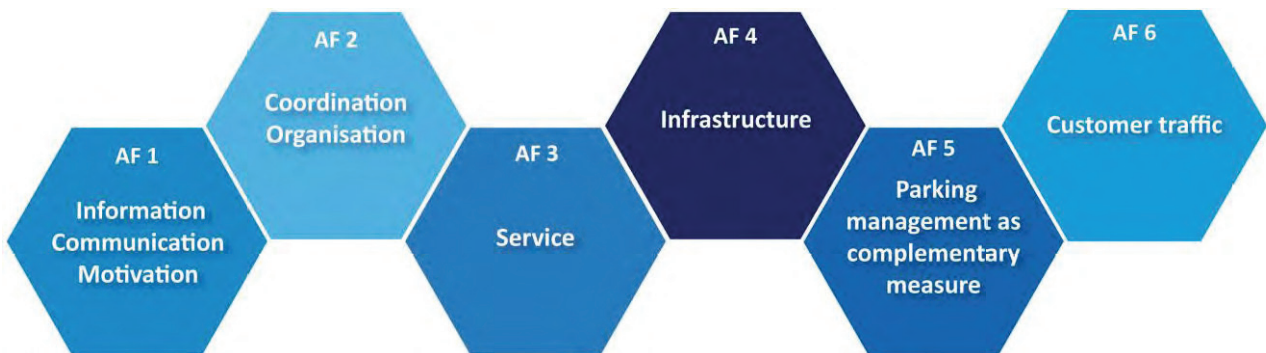 AF 1
Information
Communication
Motivation
AF 2
Coordination
Organisation
AF 3
Service
AF 4
Infrastructure
AF 5
Parking
management as
complementary
measure
AF 6
Customer traffic